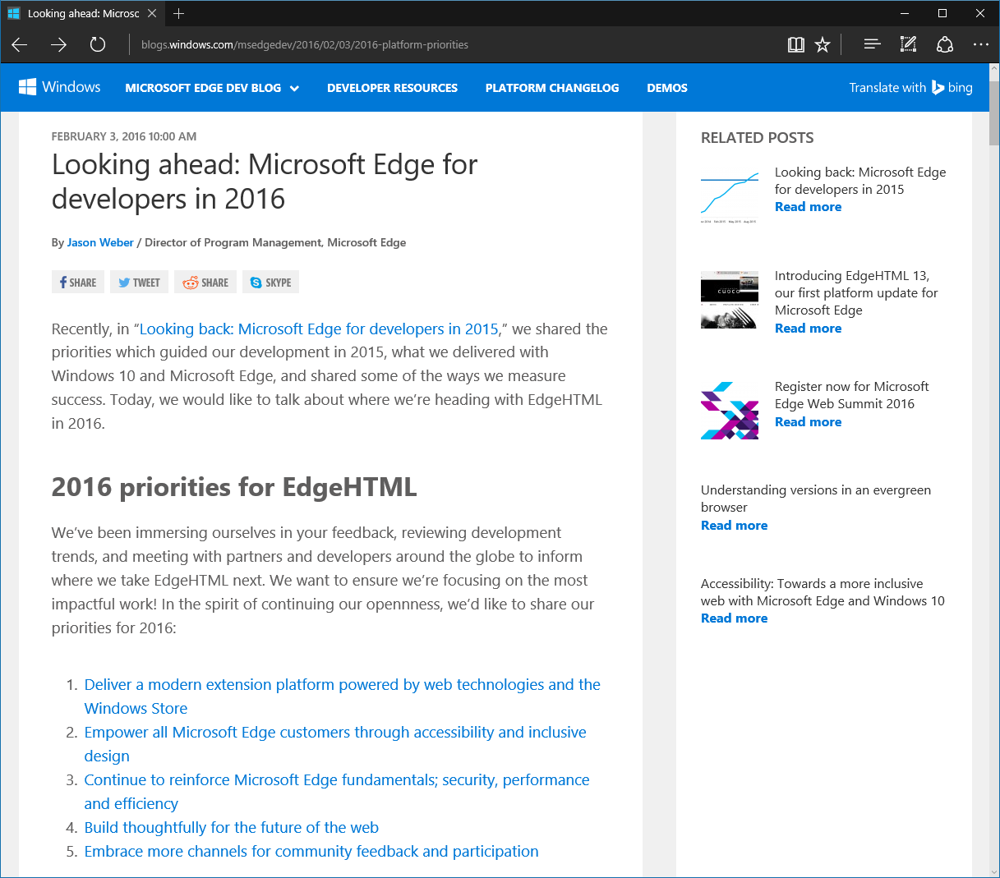 Looking ahead: Microsc
blogs.windows.com/msedgedev/2016/02/03/2016-platform-priorities
Windows MICROSOFT EDGE DEV BLOG DEVELOPER RESOURCES PLATFORM CHANGELOG DEMOS Translate with bing
FEBRUARY 3, 2016 10:00 AM
Looking ahead: Microsoft Edge for
developers in 2016
By Jason Weber / Director of Program Management, Microsoft Edge
SHARE TWEET SHARE SKYPE
Recently, in “Looking back: Microsoft Edge for developers in 2015,” we shared the
priorities which guided our development in 2015, what we delivered with
Windows 10 and Microsoft Edge, and shared some of the ways we measure
success. Today, we would like to talk about where we’re heading with EdgeHTML
in 2016.
2016 priorities for EdgeHTML
We’ve been immersing ourselves in your feedback, reviewing development
trends, and meeting with partners and developers around the globe to inform
where we take EdgeHTML next. We want to ensure we’re focusing on the most
impactful work! In the spirit of continuing our opennness, we’d like to share our
priorities for 2016:
1. Deliver a modern extension platform powered by web technologies and the
Windows Store
2. Empower all Microsoft Edge customers through accessibility and inclusive
design
3. Continue to reinforce Microsoft Edge fundamentals; security, performance
and efficiency
4. Build thoughtfully for the future of the web
5. Embrace more channels for community feedback and participation
RELATED POSTS
Looking back: Microsoft Edge
for developers in 2015
Read more
Jul 2014 Feb 2015 May 2015 Aug 2015
Introducing EdgeHTML 13,
our first platform update for
Microsoft Edge
Read more
CUOCO
Register now for Microsoft
Edge Web Summit 2016
Read more
Understanding versions in an evergreen
browser
Read more
Accessibility: Towards a more inclusive
web with Microsoft Edge and Windows 10
Read more